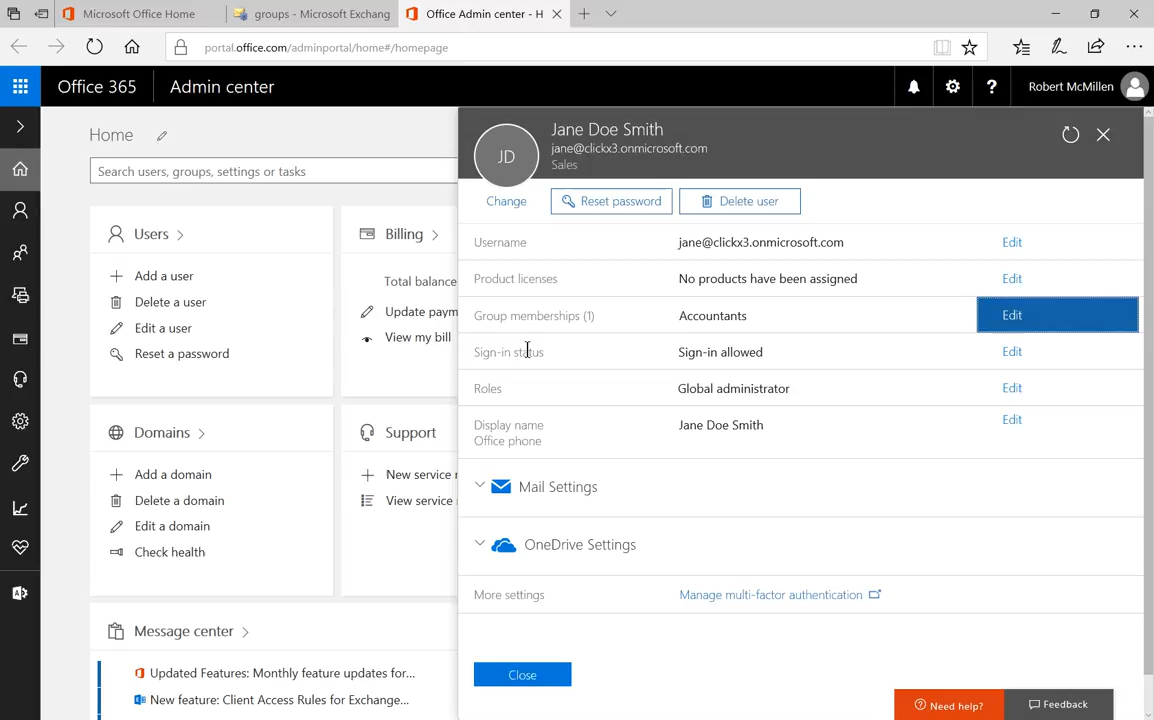 Microsoft Office Home
groups - Microsoft Exchang
Office Admin center - H
portal.office.com/adminportal/home#/homepage
Office 365
Admin center
Robert McMillen
Home
Search users, groups, settings or tasks
Users
Add a user
Delete a user
Edit a user
Reset a password
Billing
Total balance
Update paym
View my bill
Domains
Add a domain
Delete a domain
Edit a domain
Check health
Support
New service r
View service r
Message center
Updated Features: Monthly feature updates for...
New feature: Client Access Rules for Exchange...
JD
Jane Doe Smith
jane@clickx3.onmicrosoft.com
Sales
Change
Reset password
Delete user
Username jane@clickx3.onmicrosoft.com Edit
Product licenses No products have been assigned Edit
Group memberships (1) Accountants Edit
Sign-in status Sign-in allowed Edit
Roles Global administrator Edit
Display name Jane Doe Smith Edit
Office phone
Mail Settings
OneDrive Settings
More settings Manage multi-factor authentication
Close
Need help?
Feedback